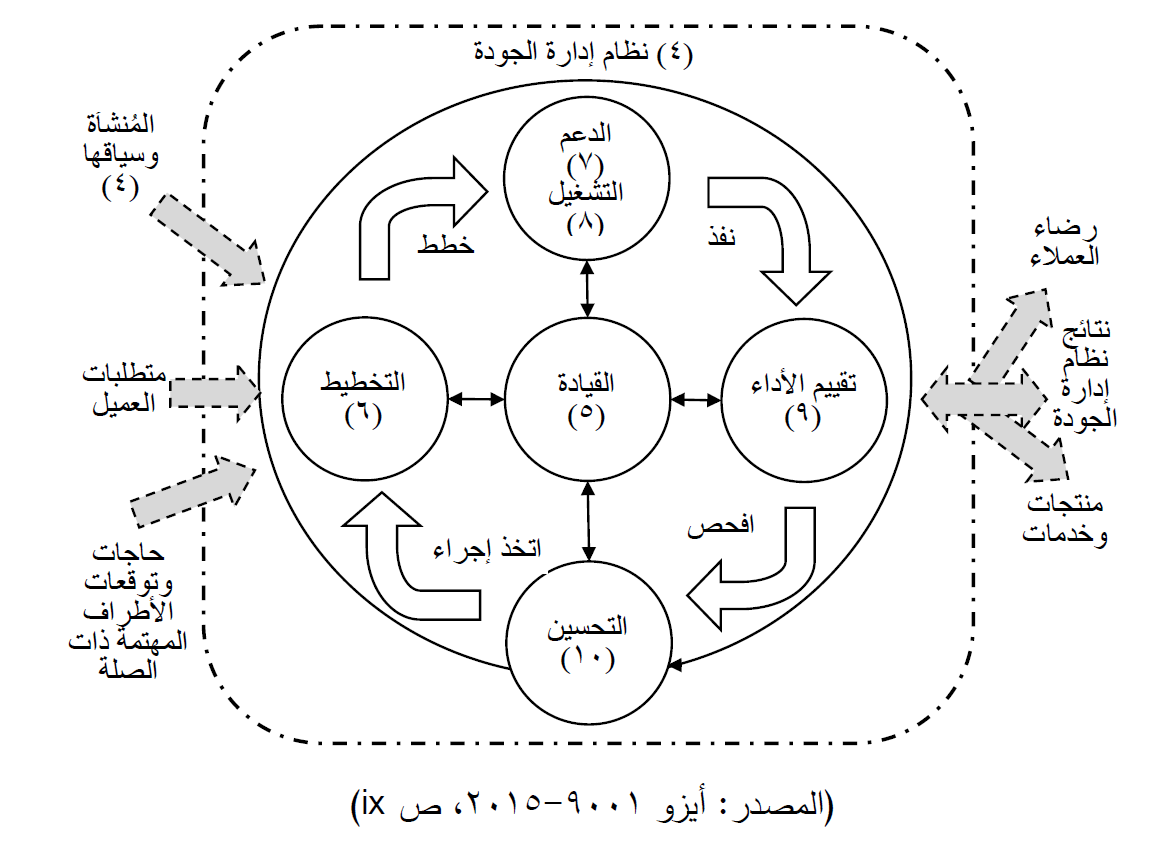 (٤) نظام إدارة الجودة
المُنشأة
وسياقها
(٤)
الدعم
(٧)
التشغيل
(٨)
خطط
نفذ
رضاء
العملاء
متطلبات
العميل
التخطيط
(٦)
القيادة
(٥)
تقييم الأداء
(٩)
نتائج
نظام
إدارة
الجودة
افحص
اتخذ إجراء
منتجات
وخدمات
حاجات
وتوقعات
الأطراف
المهتمة ذات
الصلة
التحسين
(١٠)
(المصدر: أيزو ٩٠٠١-٢٠١٥، ص ix)